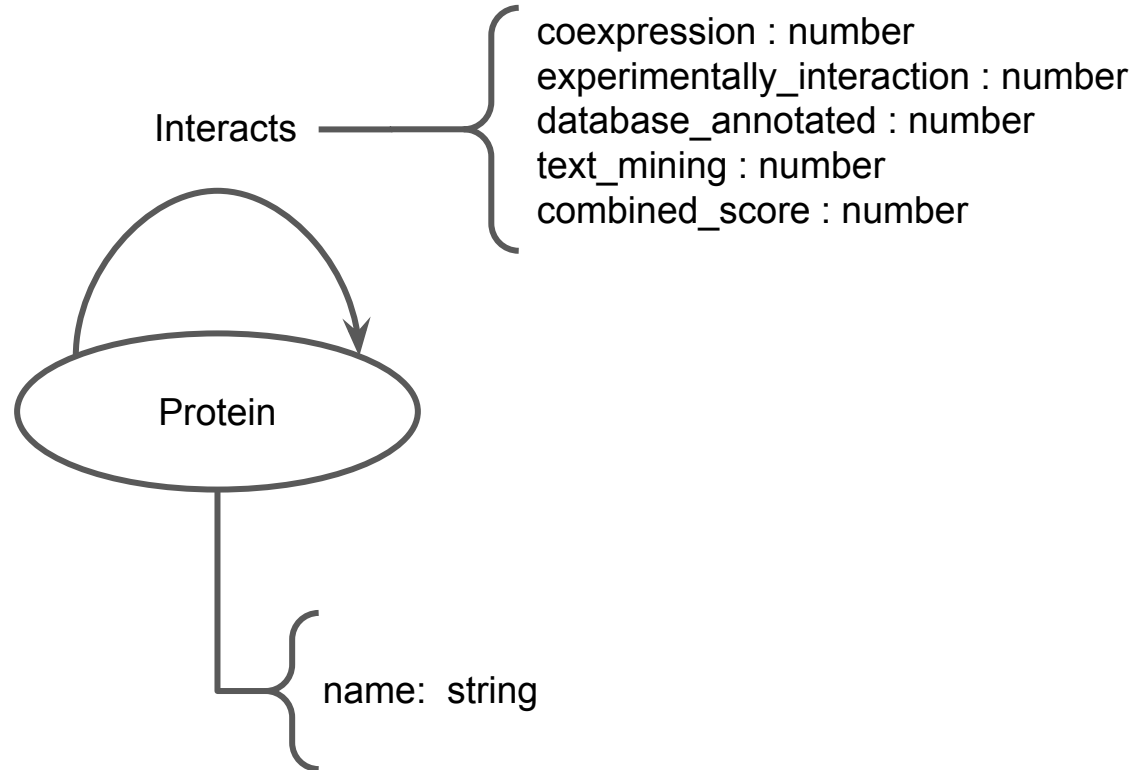 coexpression : number
experimentally_interaction : number
Interacts
database_annotated : number
text_mining : number
combined_score : number
Protein
name:  string